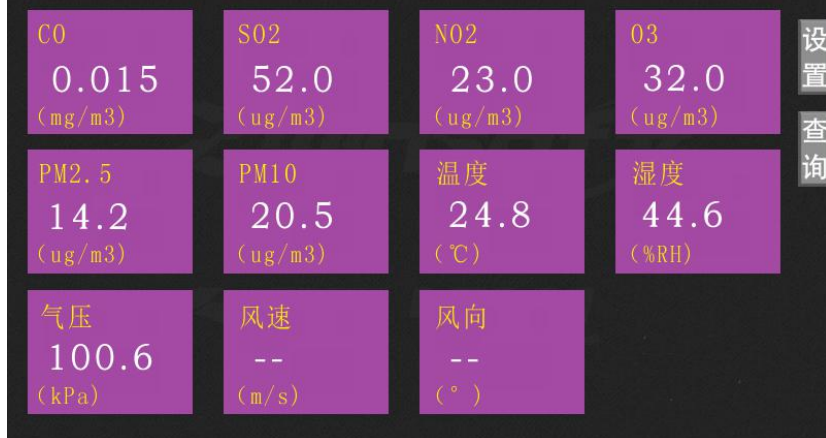 CO
0.015
(mg/m3)
SO2
52.0
(ug/m3)
NO2
23.0
(ug/m3)
O3
32.0
(ug/m3)
PM2.5
14.2
(ug/m3)
PM10
20.5
(ug/m3)
温度
24.8
(℃)
湿度
44.6
(%RH)
气压
100.6
(kPa)
风速
--
(m/s)
风向
--
(°)
设置
查询